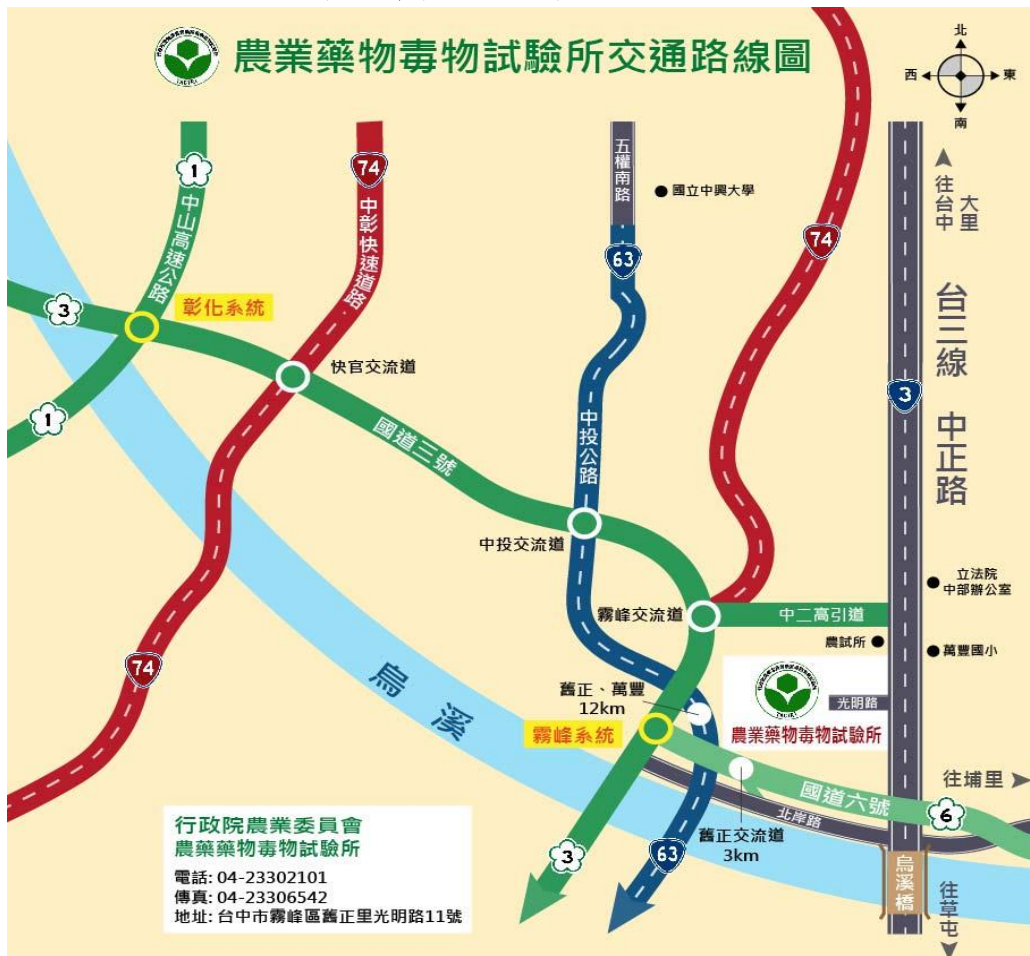 農業藥物毒物試驗所交通路線圖
北
西
東
南
1
中山高速公路
74
中彰快速道路
五權南路
國立中興大學
63
74
往台中
大里
3
彰化系統
快官交流道
1
國道三號
中投公路
台三線 中正路
3
中投交流道
立法院
中部辦公室
霧峰交流道
中二高引道
農試所
萬豐國小
74
烏溪
舊正、萬豐
12km
光明路
農業藥物毒物試驗所
霧峰系統
國道六號
往埔里
6
北岸路
舊正交流道
3km
3
63
烏溪橋
往草屯
行政院農業委員會
農藥藥物毒物試驗所
電話: 04-23302101
傳真: 04-23306542
地址: 台中市霧峰區舊正里光明路11號